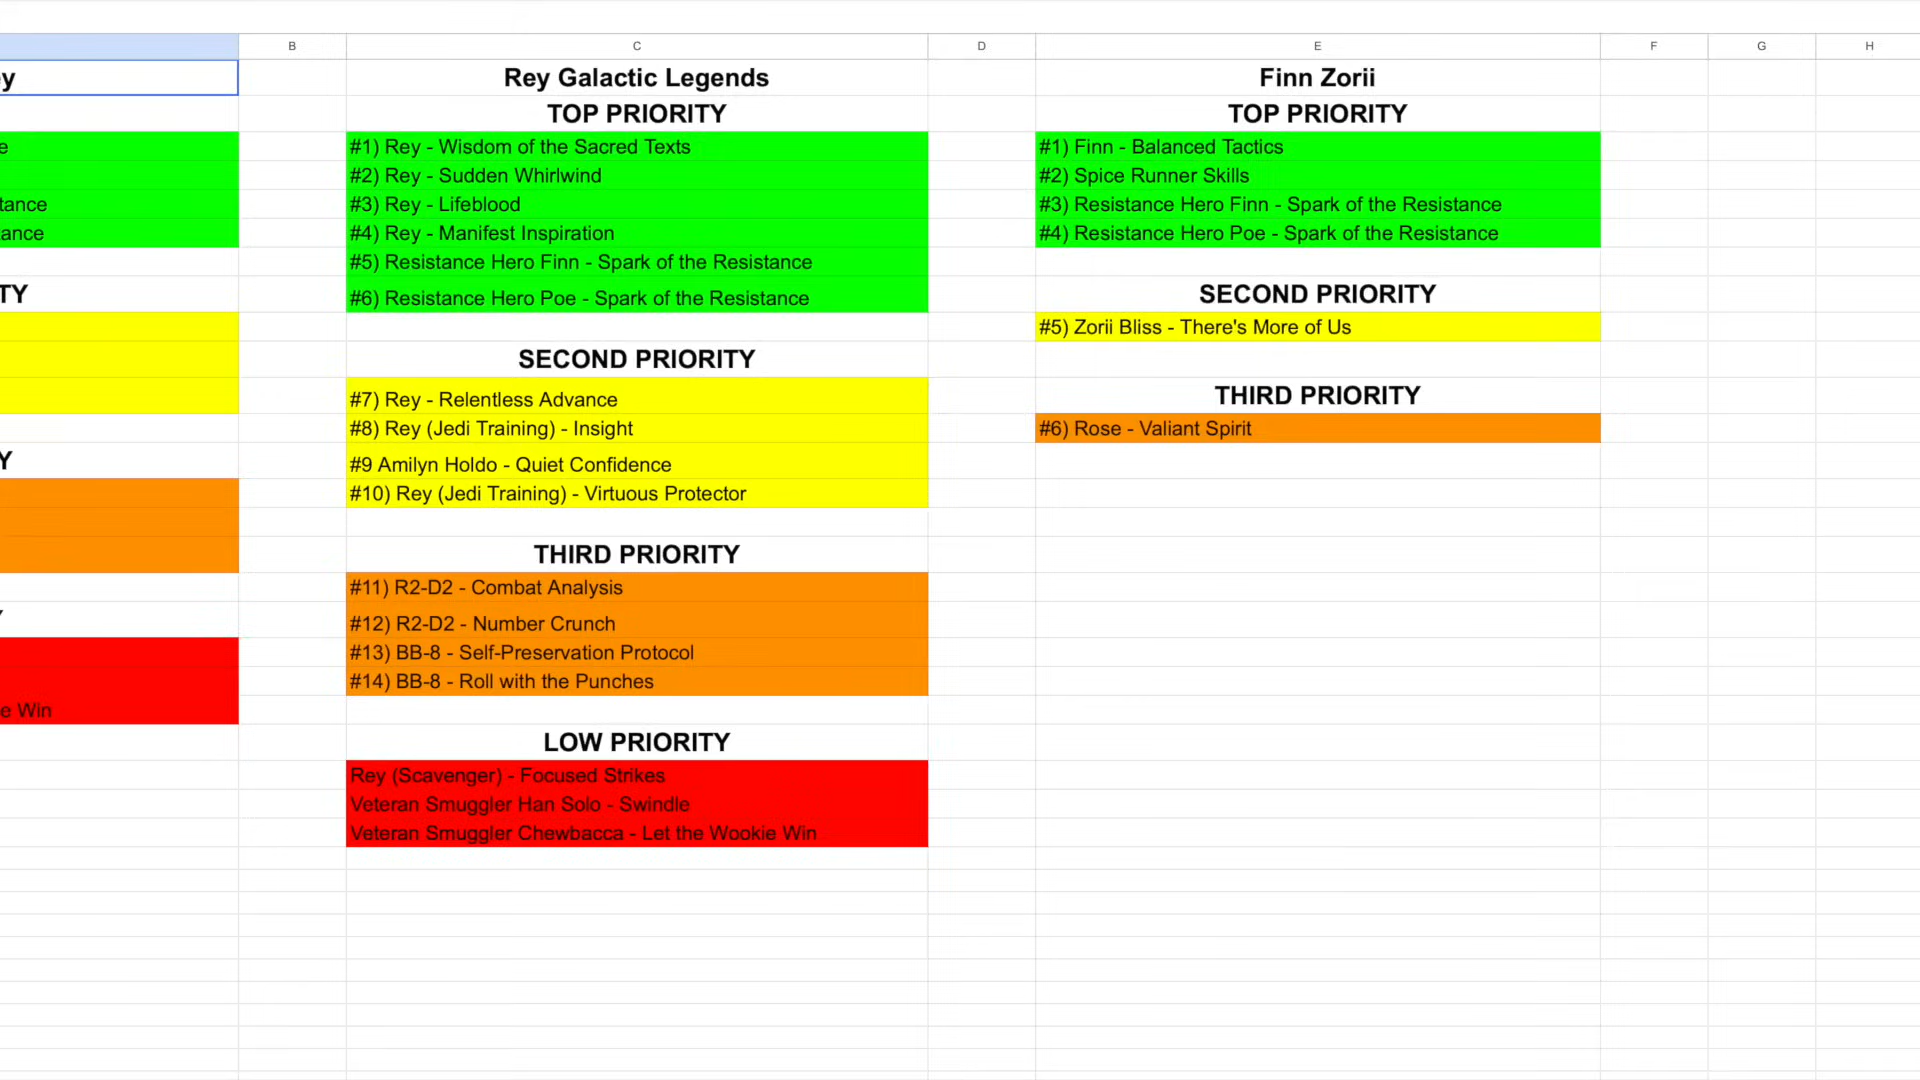 B
C
D
E
F
G
H
y
e
tance
ance
TY
Y
e Win
Rey Galactic Legends
TOP PRIORITY
#1) Rey - Wisdom of the Sacred Texts
#2) Rey - Sudden Whirlwind
#3) Rey - Lifeblood
#4) Rey - Manifest Inspiration
#5) Resistance Hero Finn - Spark of the Resistance
#6) Resistance Hero Poe - Spark of the Resistance
SECOND PRIORITY
#7) Rey - Relentless Advance
#8) Rey (Jedi Training) - Insight
#9 Amilyn Holdo - Quiet Confidence
#10) Rey (Jedi Training) - Virtuous Protector
THIRD PRIORITY
#11) R2-D2 - Combat Analysis
#12) R2-D2 - Number Crunch
#13) BB-8 - Self-Preservation Protocol
#14) BB-8 - Roll with the Punches
LOW PRIORITY
Rey (Scavenger) - Focused Strikes
Veteran Smuggler Han Solo - Swindle
Veteran Smuggler Chewbacca - Let the Wookie Win
Finn Zorii
TOP PRIORITY
#1) Finn - Balanced Tactics
#2) Spice Runner Skills
#3) Resistance Hero Finn - Spark of the Resistance
#4) Resistance Hero Poe - Spark of the Resistance
SECOND PRIORITY
#5) Zorii Bliss - There's More of Us
THIRD PRIORITY
#6) Rose - Valiant Spirit